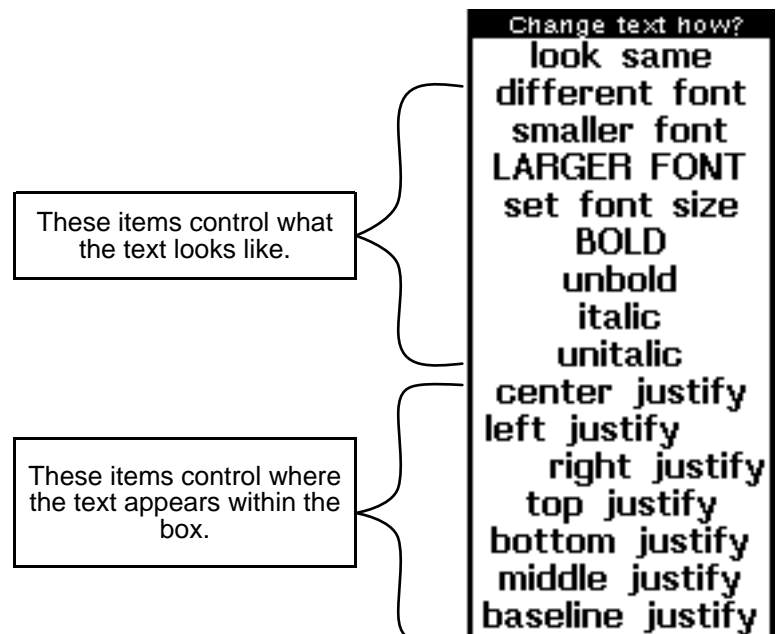 Change text how?
look same
different font
smaller font
LARGER FONT
set font size
BOLD
unbold
italic
unitalic
center justify
left justify
right justify
top justify
bottom justify
middle justify
baseline justify
These items control what
the text looks like.
These items control where
the text appears within the
box.